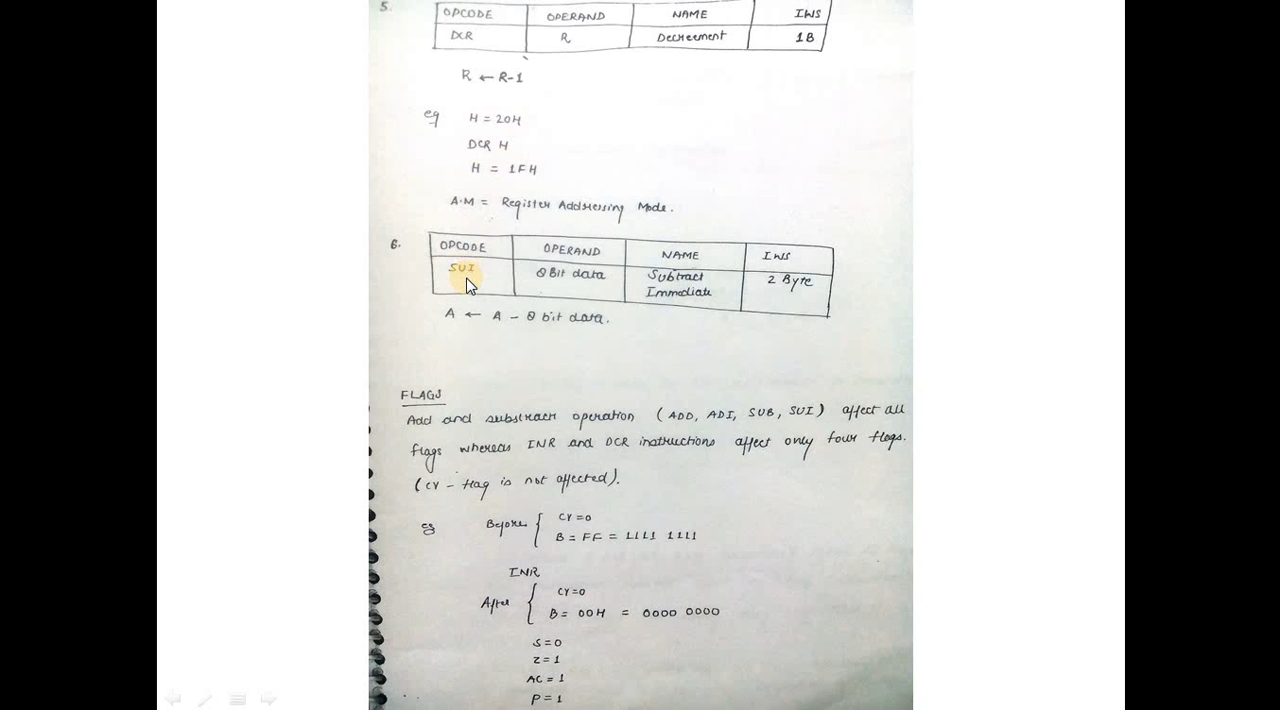 5.
OPCODE OPERAND NAME IWS
DCR R Decreement 1B
R ← R-1
eg H = 20H
DCR H
H = 1FH
A.M = Register Addressing Mode.
6.
OPCODE OPERAND NAME IWS
SUI 8 Bit data Subtract Immediate 2 Byte
A ← A - 8 bit data.
FLAGS
Add and substract operation (ADD, ADI, SUB, SUI) affect all
flags whereas INR and DCR instructions affect only four flags.
(CY - flag is not affected).
eg Before { CY=0
B = FF = 1111 1111
INR
After { CY=0
B = 00H = 0000 0000
S=0
Z=1
AC=1
P=1